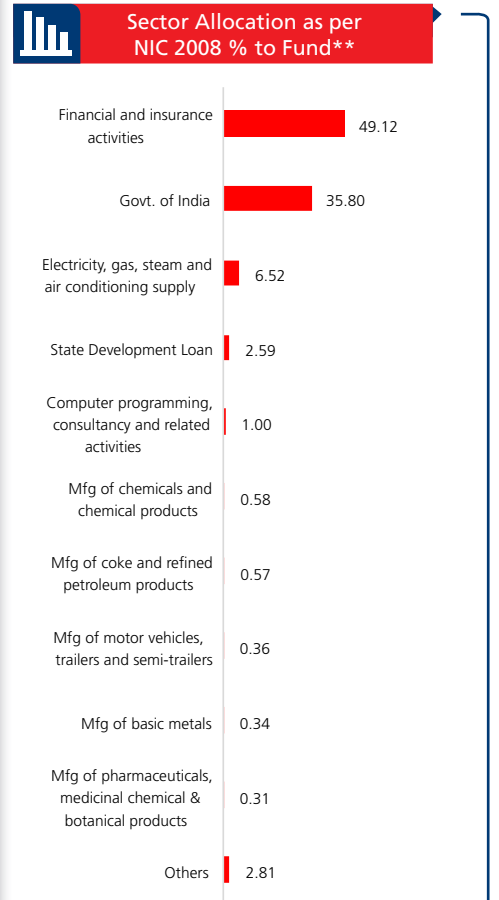 Sector Allocation as per
NIC 2008 % to Fund**
Financial and insurance
activities
49.12
Govt. of India
35.80
Electricity, gas, steam and
air conditioning supply
6.52
State Development Loan
2.59
Computer programming,
consultancy and related
activities
1.00
Mfg of chemicals and
chemical products
0.58
Mfg of coke and refined
petroleum products
0.57
Mfg of motor vehicles,
trailers and semi-trailers
0.36
Mfg of basic metals
0.34
Mfg of pharmaceuticals,
medicinal chemical &
botanical products
0.31
Others
2.81